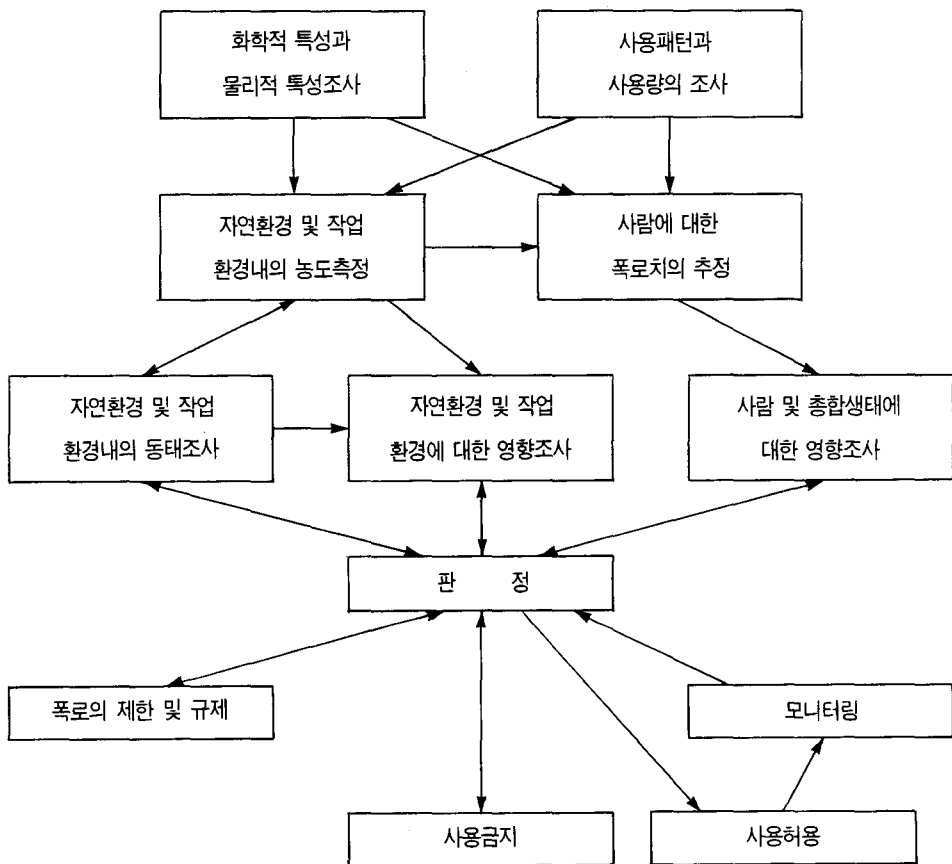 화학적 특성과
물리적 특성조사
사용패턴과
사용량의 조사
자연환경 및 작업
환경내의 농도측정
사람에 대한
폭로치의 추정
자연환경 및 작업
환경내의 동태조사
자연환경 및 작업
환경에 대한 영향조사
사람 및 총합생태에
대한 영향조사
판 정
폭로의 제한 및 규제
모니터링
사용금지
사용허용